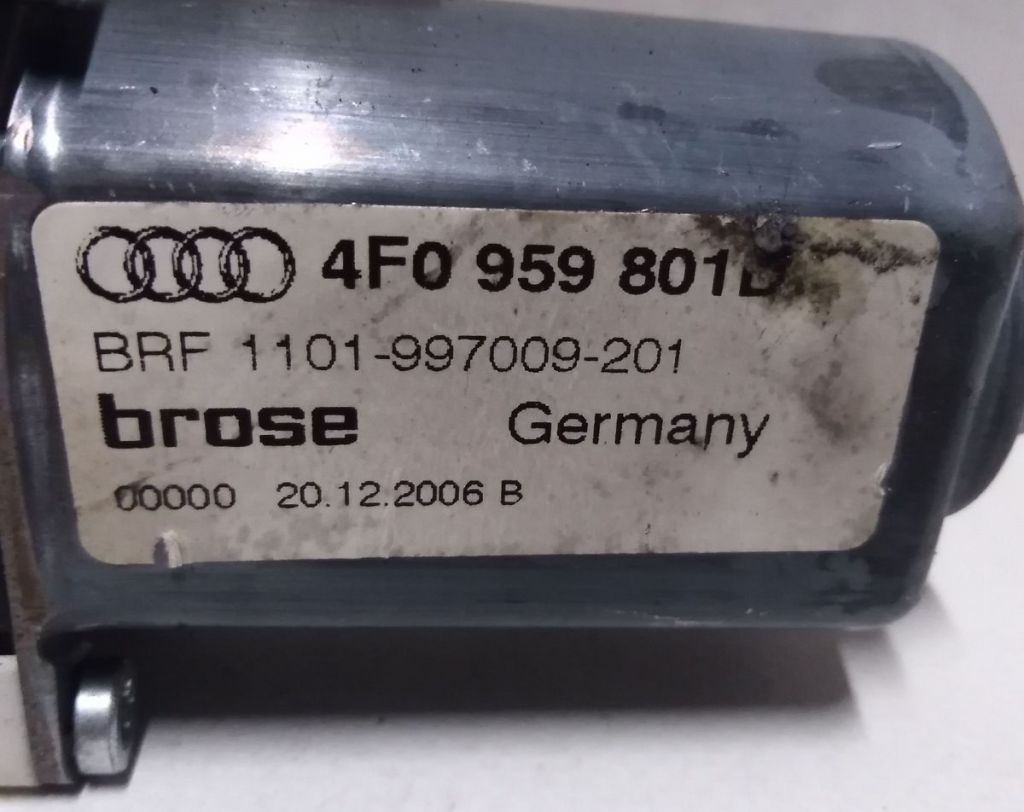 4F0 959 801D
BRF 1101-997009-201
brose Germany
00000 20.12.2006 B